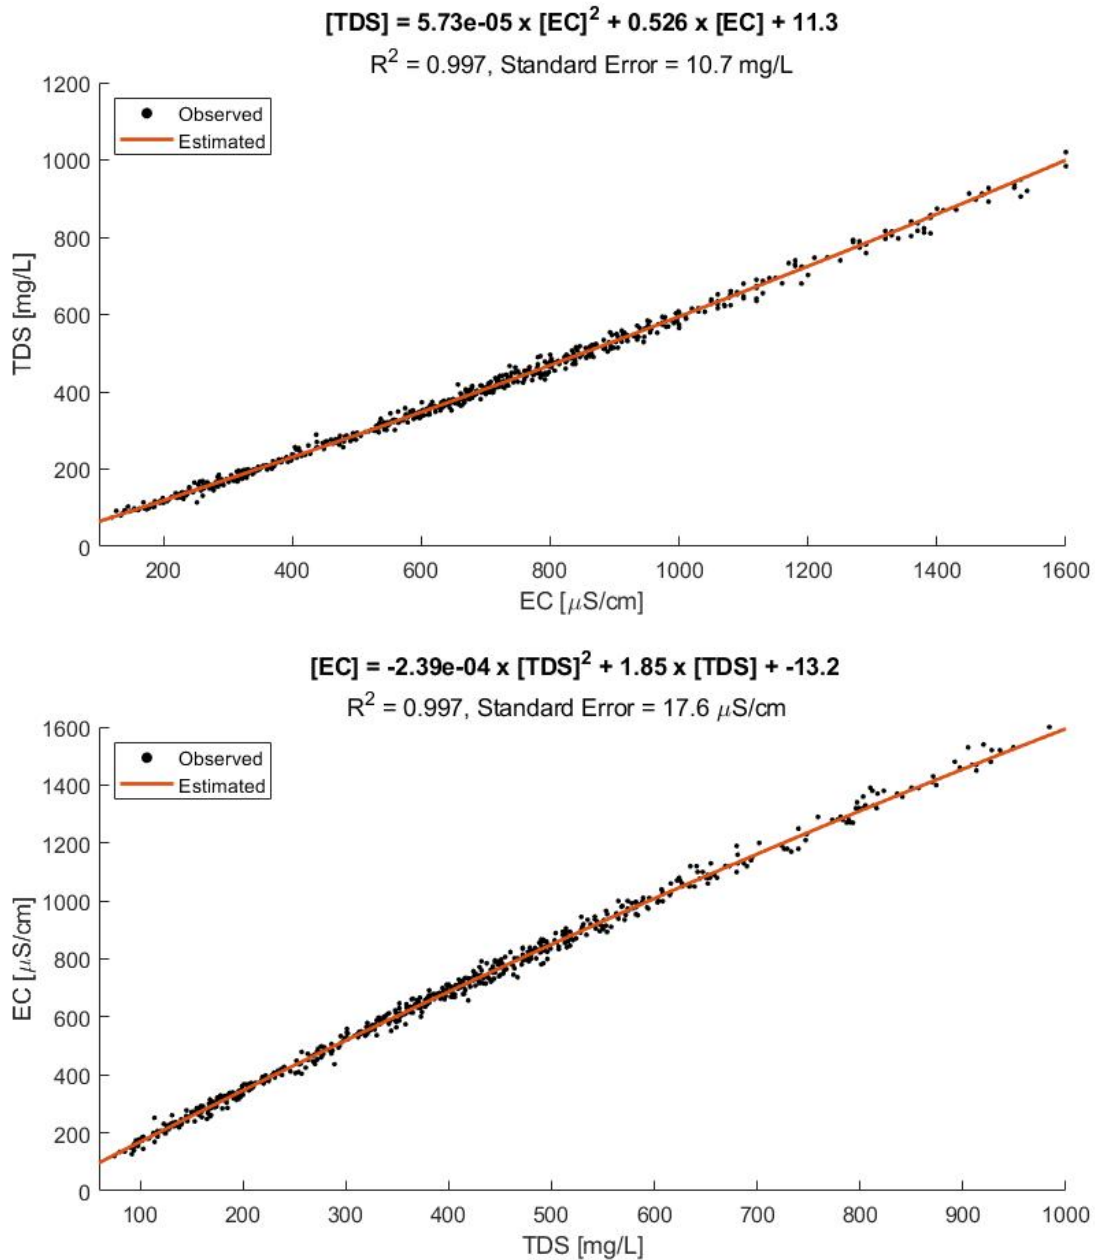 [TDS] = 5.73e-05 x [EC]² + 0.526 x [EC] + 11.3
R² = 0.997, Standard Error = 10.7 mg/L
1200
1000
800
600
400
200
0
Observed
Estimated
TDS [mg/L]
200 400 600 800 1000 1200 1400 1600
EC [μS/cm]
[EC] = -2.39e-04 x [TDS]² + 1.85 x [TDS] + -13.2
R² = 0.997, Standard Error = 17.6 μS/cm
1600
1400
1200
1000
800
600
400
200
0
Observed
Estimated
EC [μS/cm]
100 200 300 400 500 600 700 800 900 1000
TDS [mg/L]